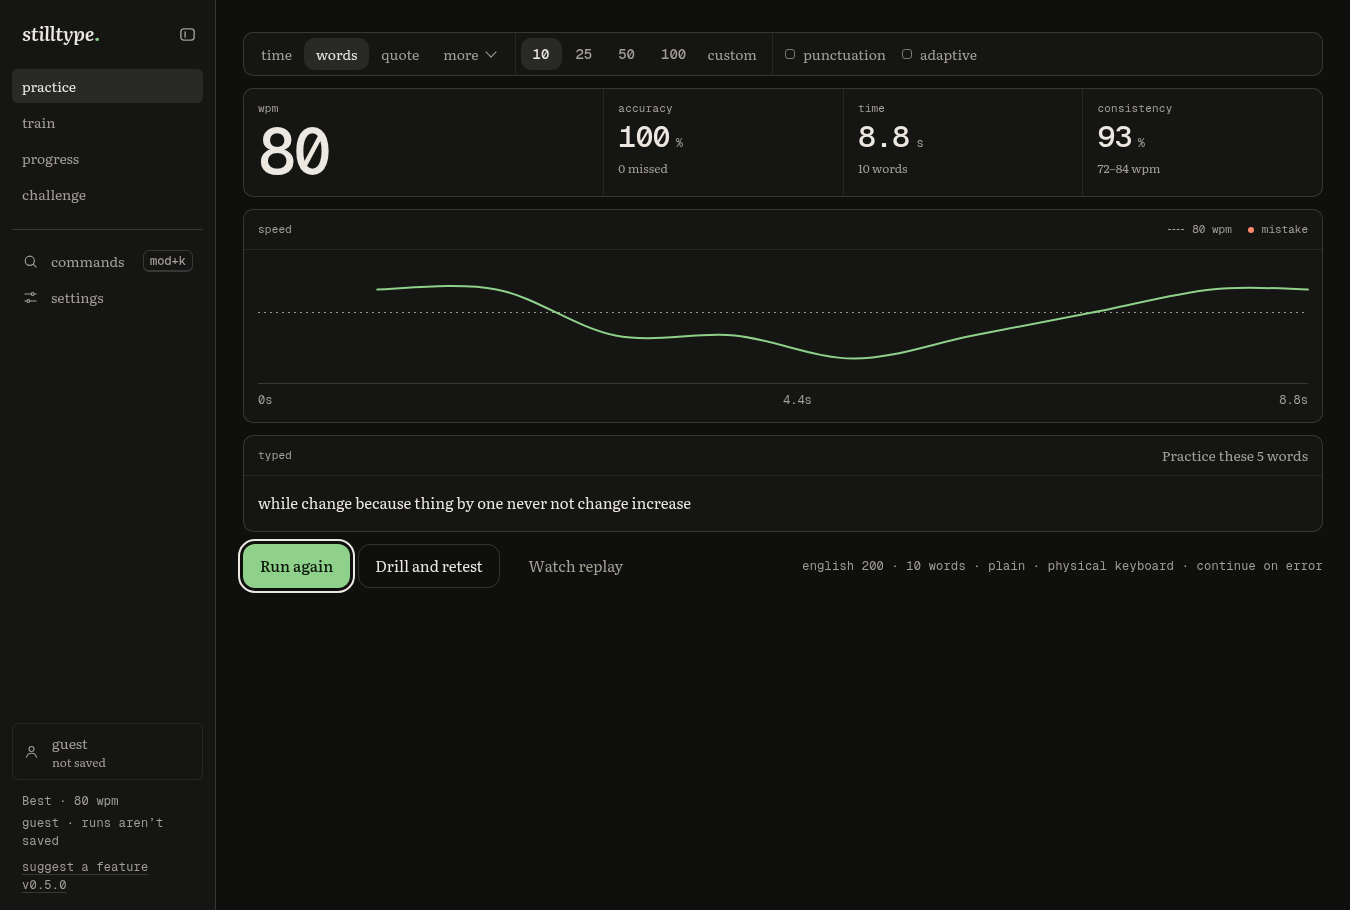 stilltype.
practice
train
progress
challenge
commands mod+k
settings
guest
not saved
Best · 80 wpm
guest · runs aren't
saved
suggest a feature
v0.5.0
time words quote more 10 25 50 100 custom punctuation adaptive
wpm
80
accuracy
100 %
0 missed
time
8.8 s
10 words
consistency
93 %
72–84 wpm
speed 80 wpm mistake
0s 4.4s 8.8s
typed Practice these 5 words
while change because thing by one never not change increase
Run again Drill and retest Watch replay english 200 · 10 words · plain · physical keyboard · continue on error